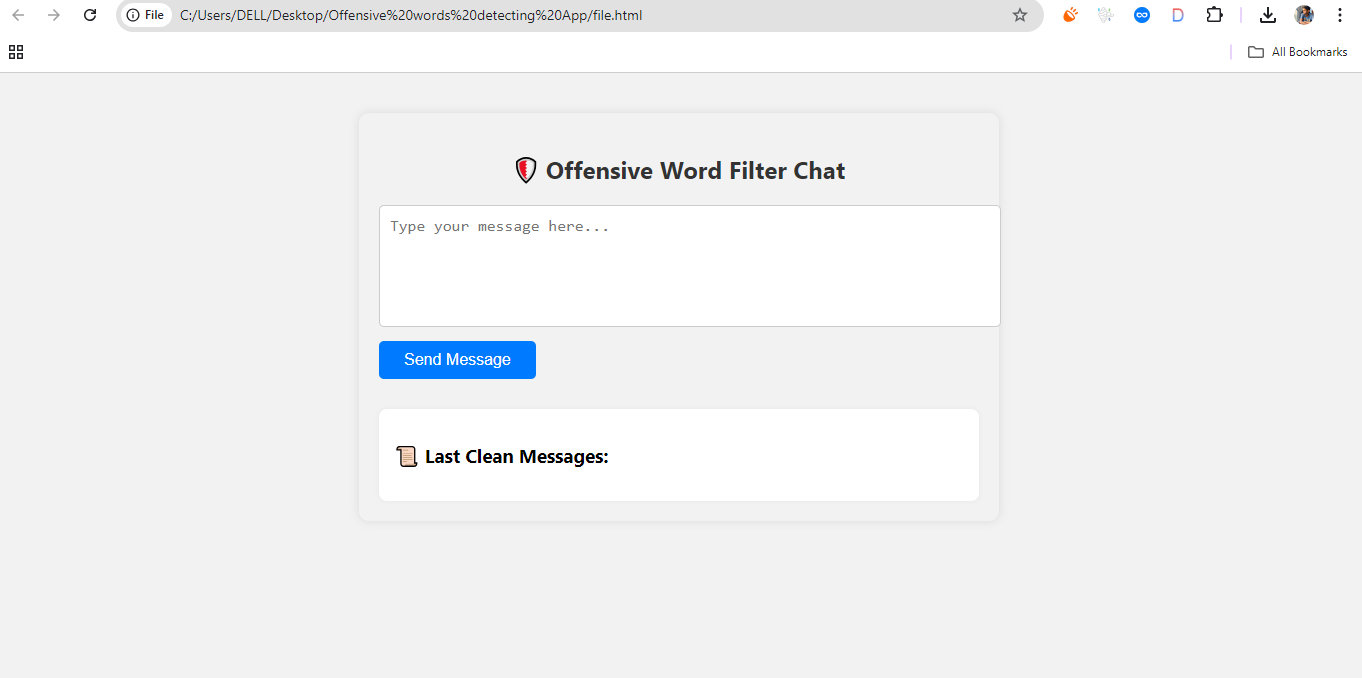 File C:/Users/DELL/Desktop/Offensive%20words%20detecting%20App/file.html
All Bookmarks
Offensive Word Filter Chat
Type your message here...
Send Message
Last Clean Messages: